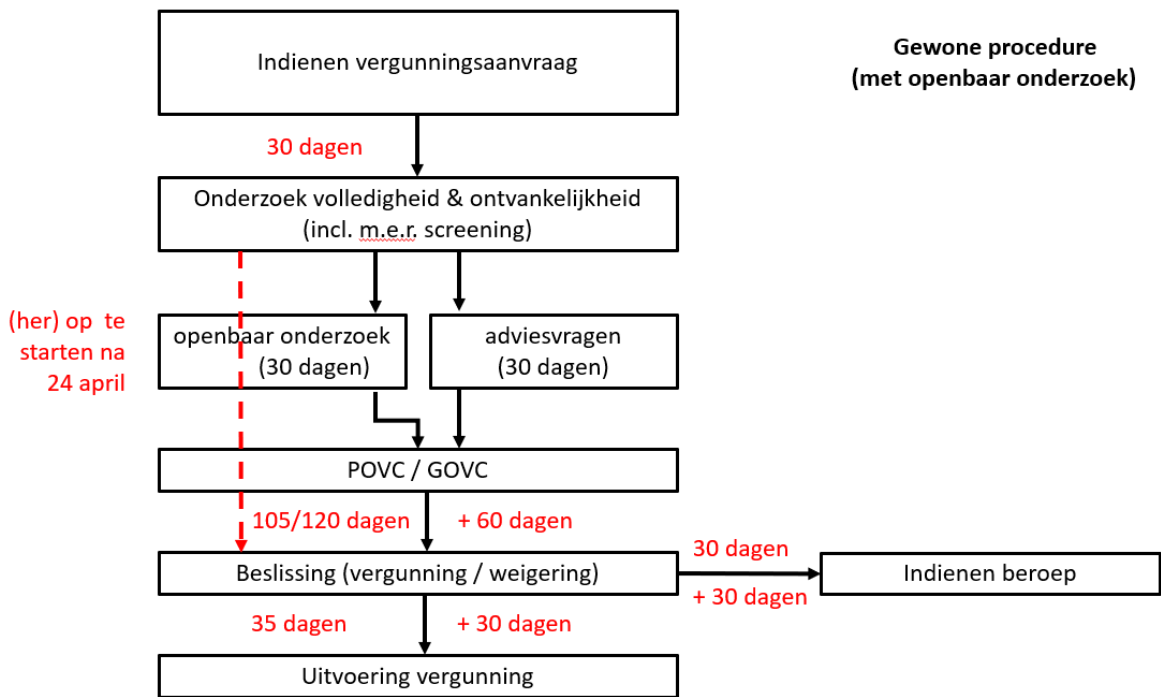 Indienen vergunningsaanvraag
Gewone procedure
(met openbaar onderzoek)
30 dagen
Onderzoek volledigheid & ontvankelijkheid
(incl. m.e.r. screening)
(her) op te
starten na
24 april
openbaar onderzoek
(30 dagen)
adviesvragen
(30 dagen)
POVC / GOVC
105/120 dagen
+ 60 dagen
Beslissing (vergunning / weigering)
30 dagen
+ 30 dagen
Indienen beroep
35 dagen
+ 30 dagen
Uitvoering vergunning